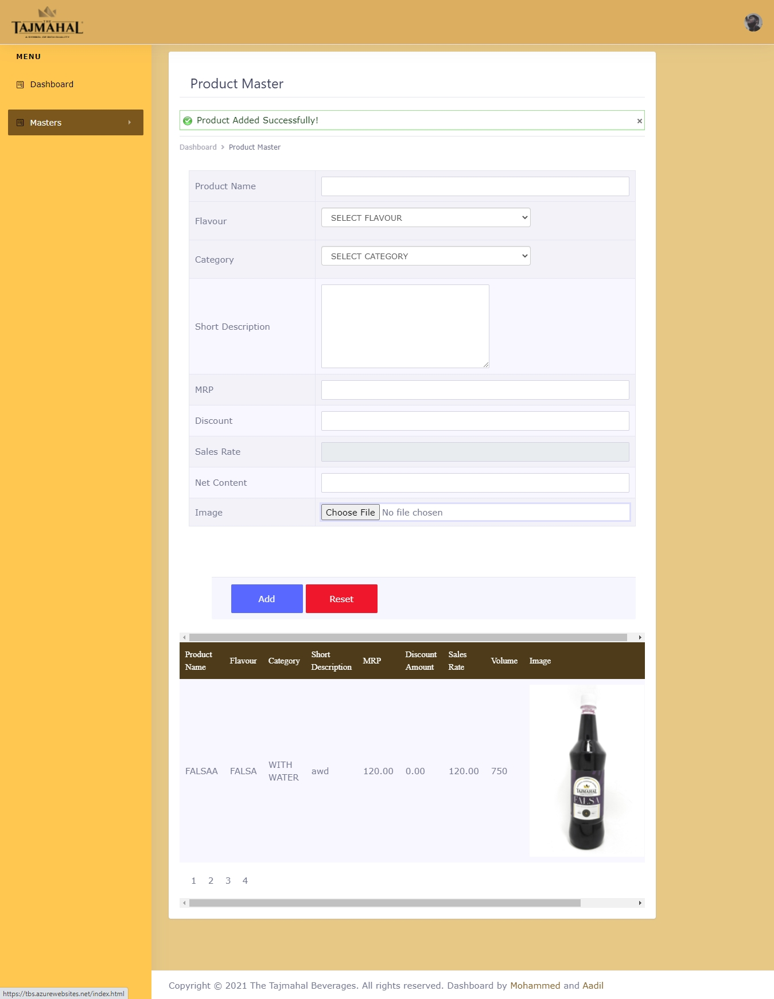 THE
TAJMAHAL
A SYMBOL OF RICH QUALITY
MENU
Dashboard
Masters
Product Master
Product Added Successfully!
×
Dashboard > Product Master
Product Name
Flavour
SELECT FLAVOUR
Category
SELECT CATEGORY
Short Description
MRP
Discount
Sales Rate
Net Content
Image
Choose File No file chosen
Add
Reset
Product Name Flavour Category Short Description MRP Discount Amount Sales Rate Volume Image
FALSAA FALSA WITH WATER awd 120.00 0.00 120.00 750
TAJMAHAL
FALSA
1 2 3 4
Copyright © 2021 The Tajmahal Beverages. All rights reserved. Dashboard by Mohammed and Aadil
https://tbs.azurewebsites.net/index.html